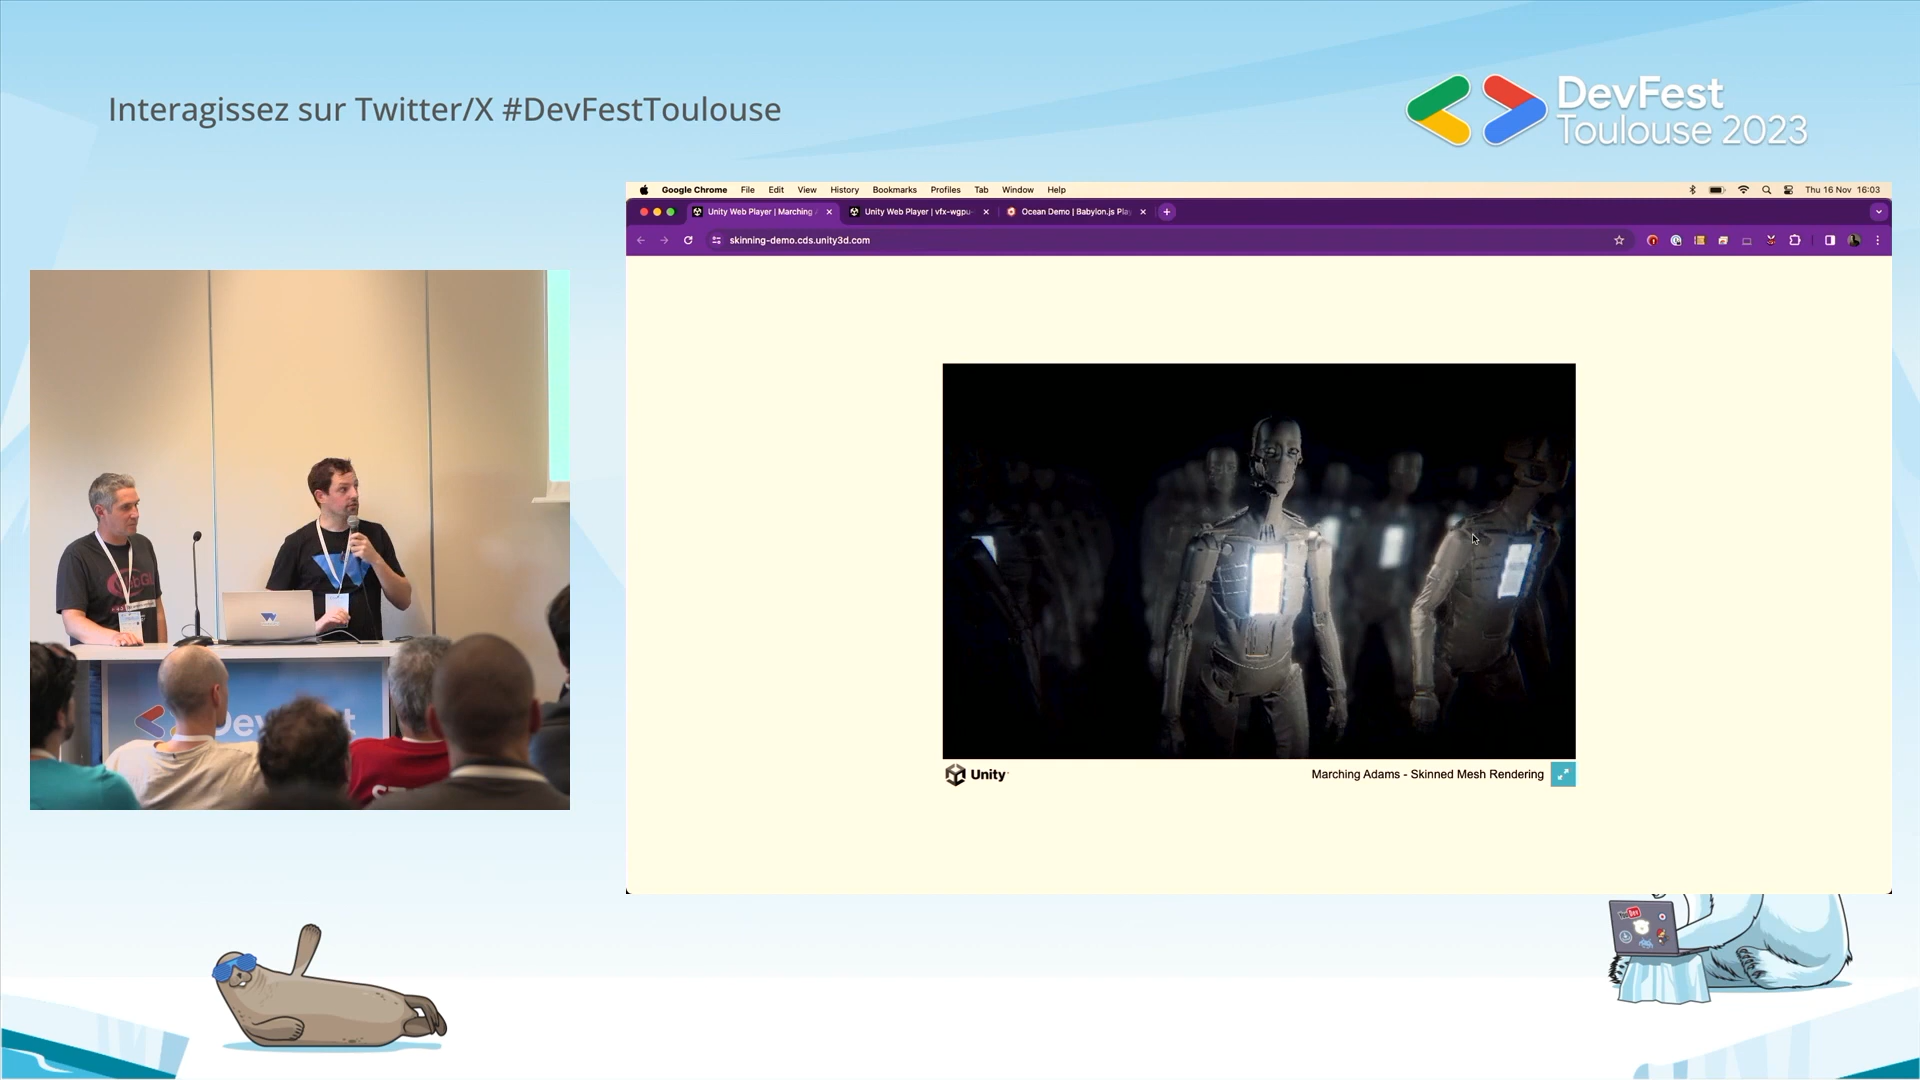 Interagissez sur Twitter/X #DevFestToulouse
DevFest
Toulouse 2023
Google Chrome File Edit View History Bookmarks Profiles Tab Window Help
Thu 16 Nov 16:03
Unity Web Player | Marching
Unity Web Player | vfx-wgpu
Ocean Demo | Babylon.js Pla
skinning-demo.cds.unity3d.com
Unity
Marching Adams - Skinned Mesh Rendering